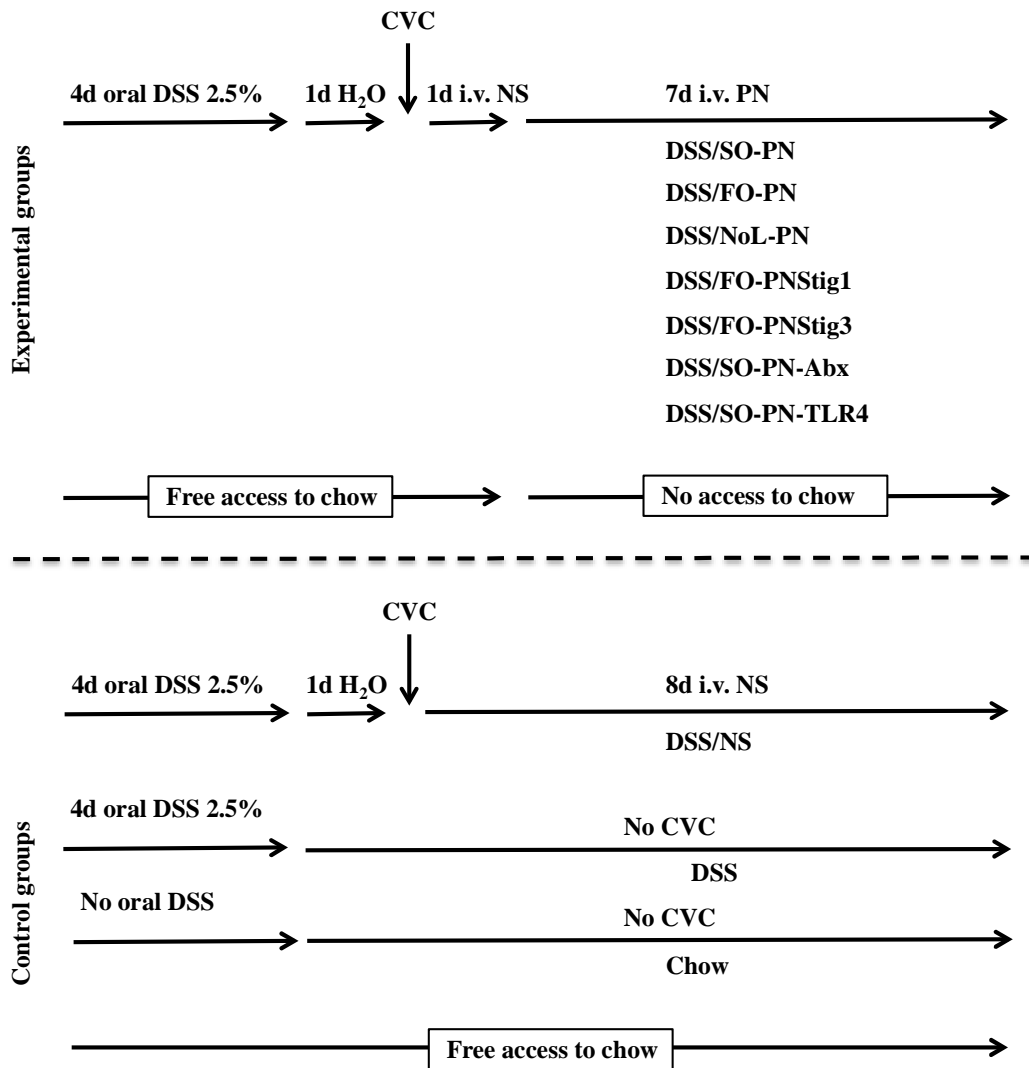 CVC
4d oral DSS 2.5% 1d H₂O 1d i.v. NS 7d i.v. PN
Experimental groups
DSS/SO-PN
DSS/FO-PN
DSS/NoL-PN
DSS/FO-PNStig1
DSS/FO-PNStig3
DSS/SO-PN-Abx
DSS/SO-PN-TLR4
Free access to chow No access to chow
CVC
4d oral DSS 2.5% 1d H₂O 8d i.v. NS
DSS/NS
Control groups
4d oral DSS 2.5%
No CVC
DSS
No oral DSS
No CVC
Chow
Free access to chow